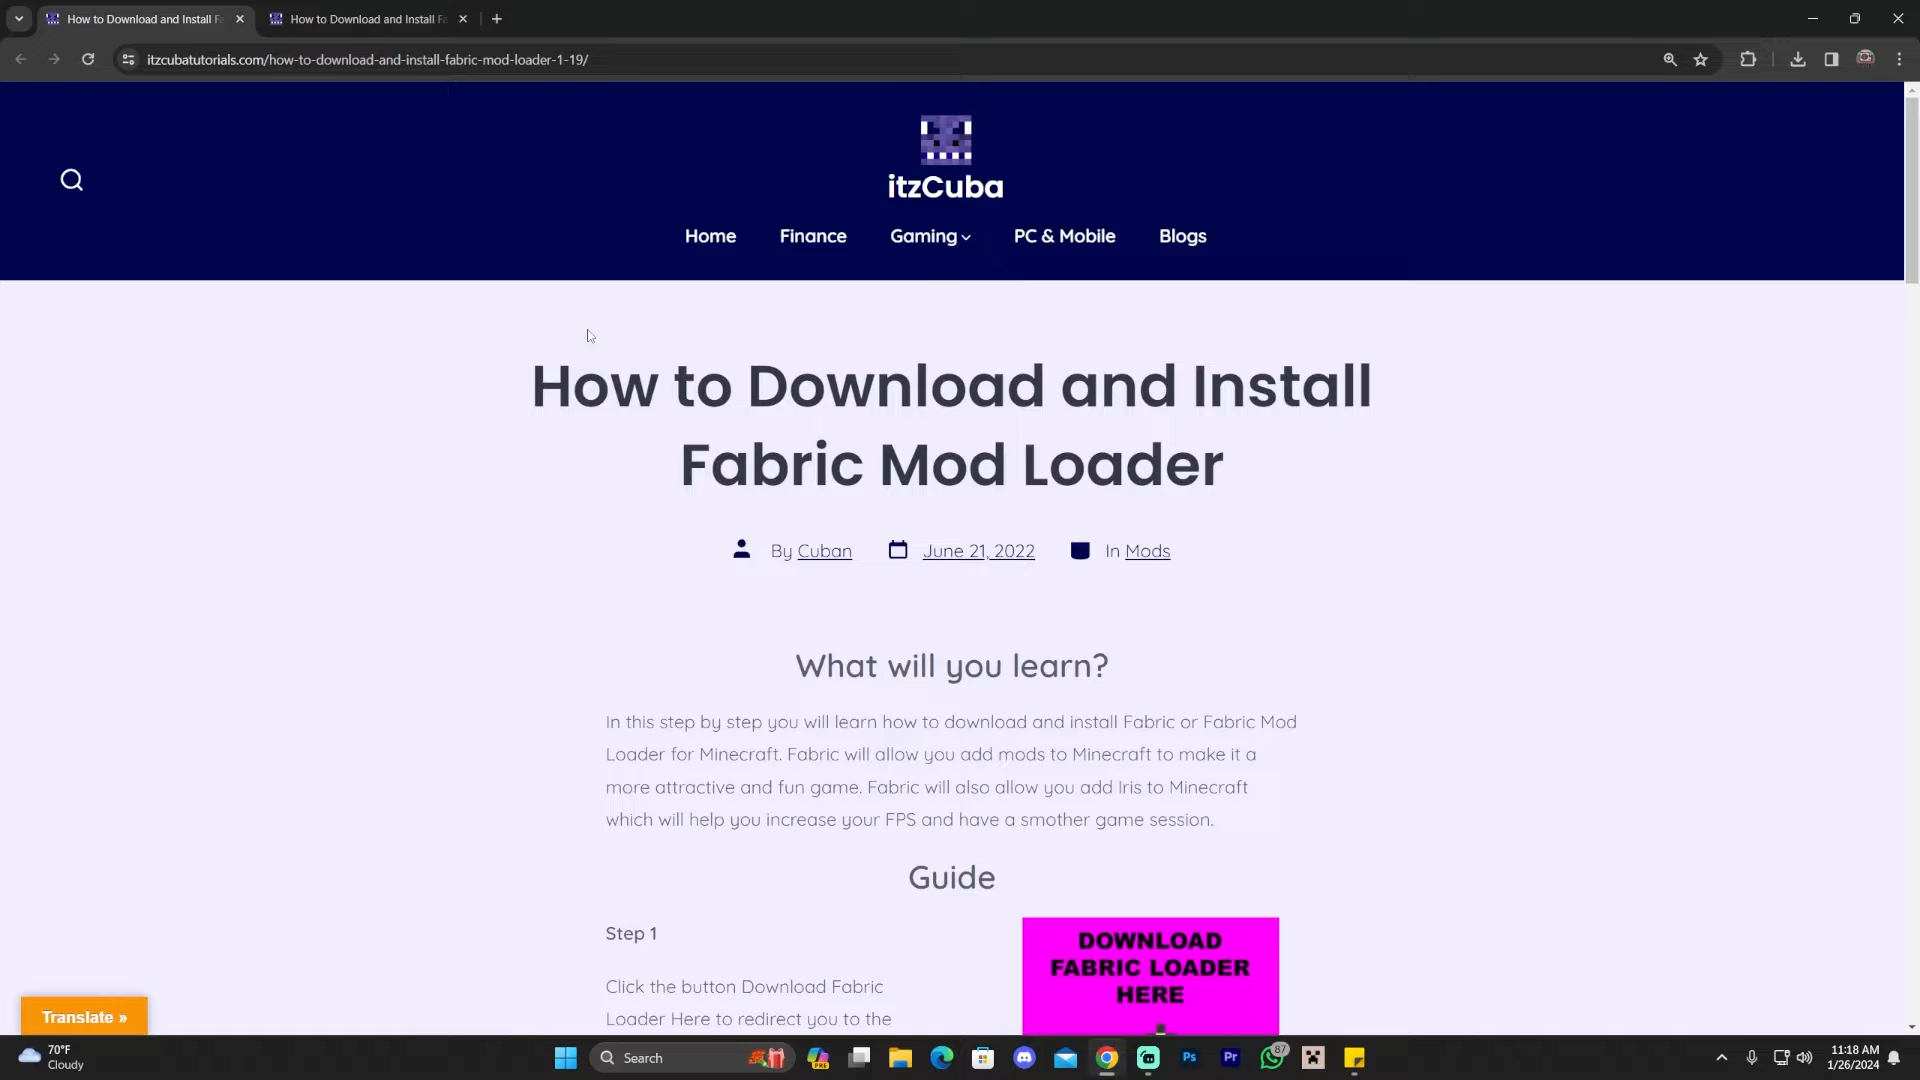 How to Download and Install F
How to Download and Install F
itzcubatutorials.com/how-to-download-and-install-fabric-mod-loader-1-19/
itzCuba
Home Finance Gaming PC & Mobile Blogs
How to Download and Install
Fabric Mod Loader
By Cuban June 21, 2022 In Mods
What will you learn?
In this step by step you will learn how to download and install Fabric or Fabric Mod
Loader for Minecraft. Fabric will allow you add mods to Minecraft to make it a
more attractive and fun game. Fabric will also allow you add Iris to Minecraft
which will help you increase your FPS and have a smother game session.
Guide
Step 1
Click the button Download Fabric
Loader Here to redirect you to the
DOWNLOAD
FABRIC LOADER
HERE
Translate »
70°F
Cloudy
Search
PRE
Ps
Pr
87
11:18 AM
1/26/2024